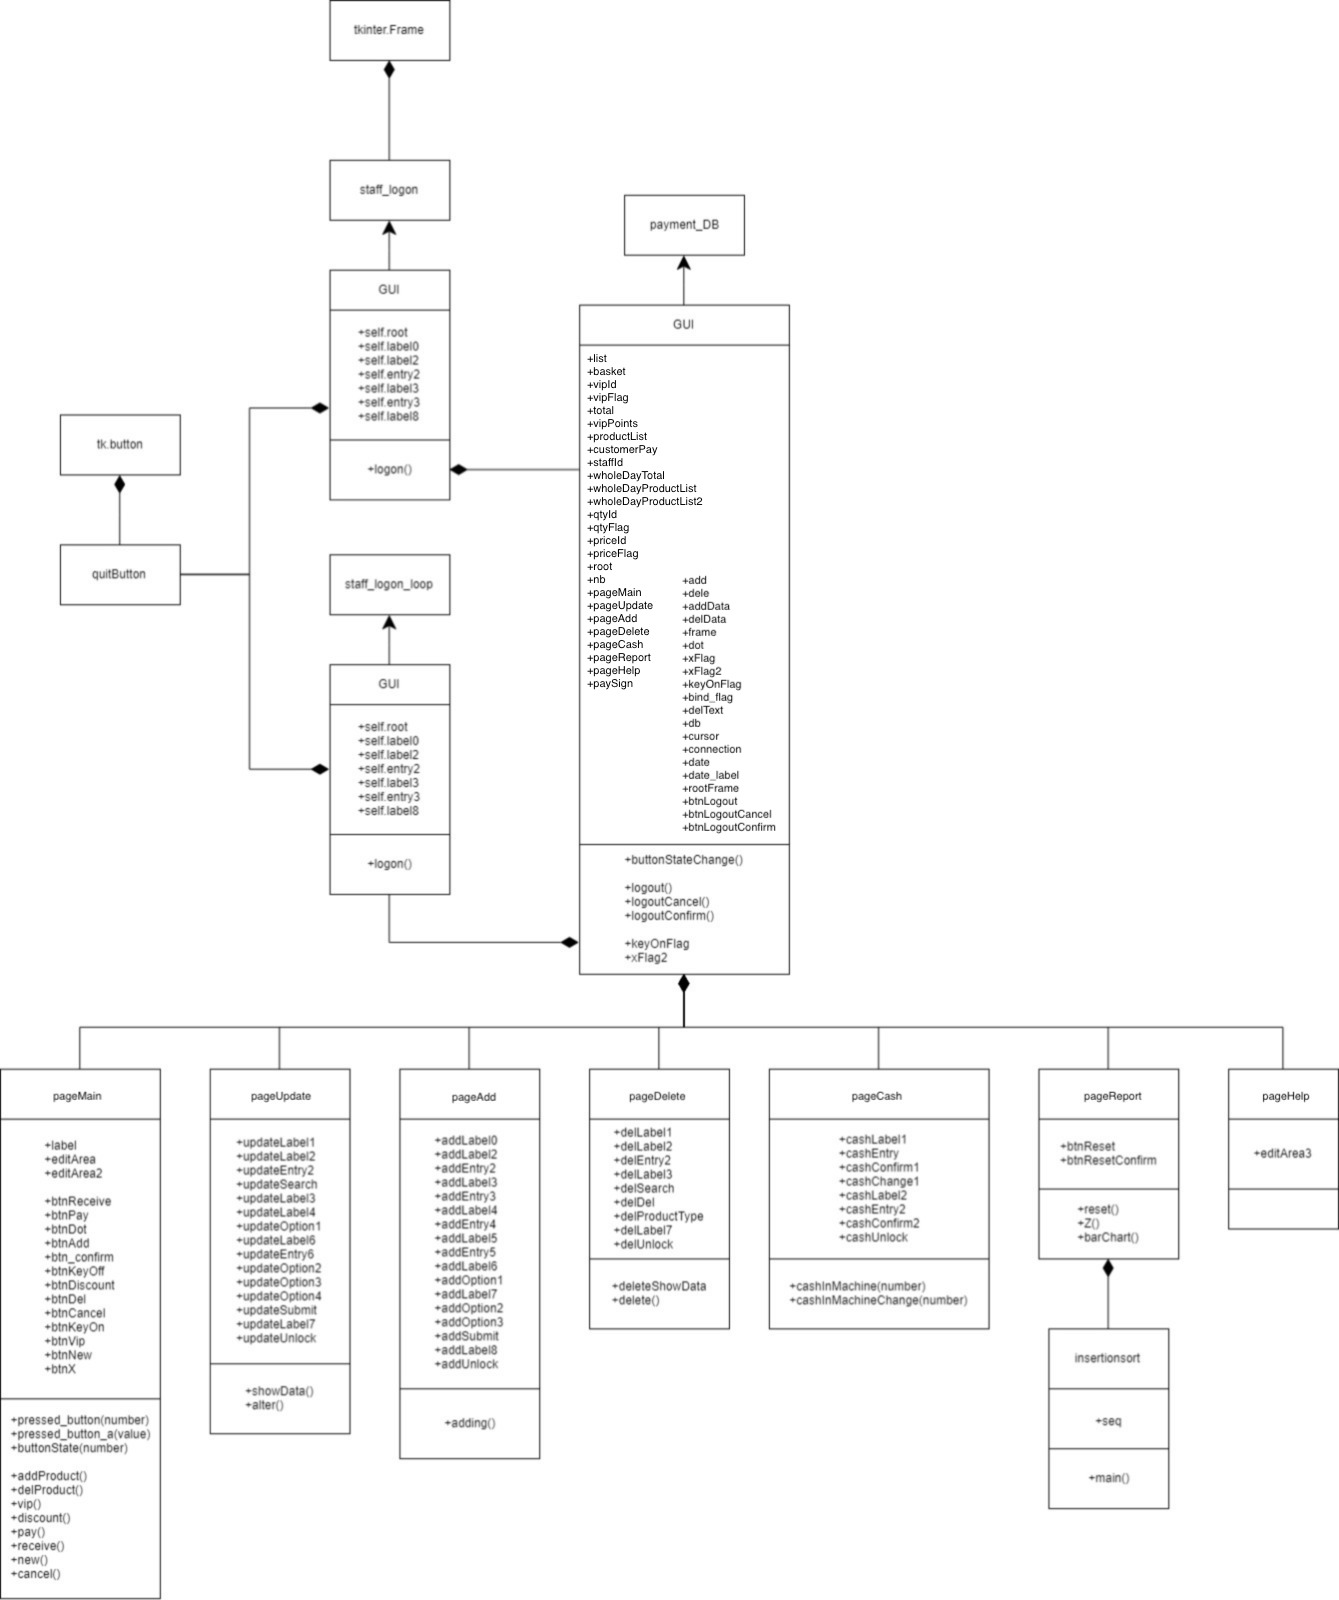 tkinter.Frame
staff_logon
payment_DB
GUI
+self.root
+self.label0
+self.label2
+self.entry2
+self.label3
+self.entry3
+self.label8
+logon()
tk.button
quitButton
staff_logon_loop
GUI
+self.root
+self.label0
+self.label2
+self.entry2
+self.label3
+self.entry3
+self.label8
+logon()
GUI
+list
+basket
+vipId
+vipFlag
+total
+vipPoints
+productList
+customerPay
+staffId
+wholeDayTotal
+wholeDayProductList
+wholeDayProductList2
+qtyId
+qtyFlag
+priceId
+priceFlag
+root
+nb
+pageMain
+pageUpdate
+pageAdd
+pageDelete
+pageCash
+pageReport
+pageHelp
+paySign
+add
+dele
+addData
+delData
+frame
+dot
+xFlag
+xFlag2
+keyOnFlag
+bind_flag
+delText
+db
+cursor
+connection
+date
+date_label
+rootFrame
+btnLogout
+btnLogoutCancel
+btnLogoutConfirm
+buttonStateChange()
+logout()
+logoutCancel()
+logoutConfirm()
+keyOnFlag
+xFlag2
pageMain
+label
+editArea
+editArea2
+btnReceive
+btnPay
+btnDot
+btnAdd
+btn_confirm
+btnKeyOff
+btnDiscount
+btnDel
+btnCancel
+btnKeyOn
+btnVip
+btnNew
+btnX
+pressed_button(number)
+pressed_button_a(value)
+buttonState(number)
+addProduct()
+delProduct()
+vip()
+discount()
+pay()
+receive()
+new()
+cancel()
pageUpdate
+updateLabel1
+updateLabel2
+updateEntry2
+updateSearch
+updateLabel3
+updateLabel4
+updateOption1
+updateLabel6
+updateEntry6
+updateOption2
+updateOption3
+updateOption4
+updateSubmit
+updateLabel7
+updateUnlock
+showData()
+alter()
pageAdd
+addLabel0
+addLabel2
+addEntry2
+addLabel3
+addEntry3
+addLabel4
+addEntry4
+addLabel5
+addEntry5
+addLabel6
+addOption1
+addLabel7
+addOption2
+addOption3
+addSubmit
+addLabel8
+addUnlock
+adding()
pageDelete
+delLabel1
+delLabel2
+delEntry2
+delLabel3
+delSearch
+delDel
+delProductType
+delLabel7
+delUnlock
+deleteShowData
+delete()
pageCash
+cashLabel1
+cashEntry
+cashConfirm1
+cashChange1
+cashLabel2
+cashEntry2
+cashConfirm2
+cashUnlock
+cashInMachine(number)
+cashInMachineChange(number)
pageReport
+btnReset
+btnResetConfirm
+reset()
+Z()
+barChart()
insertionsort
+seq
+main()
pageHelp
+editArea3